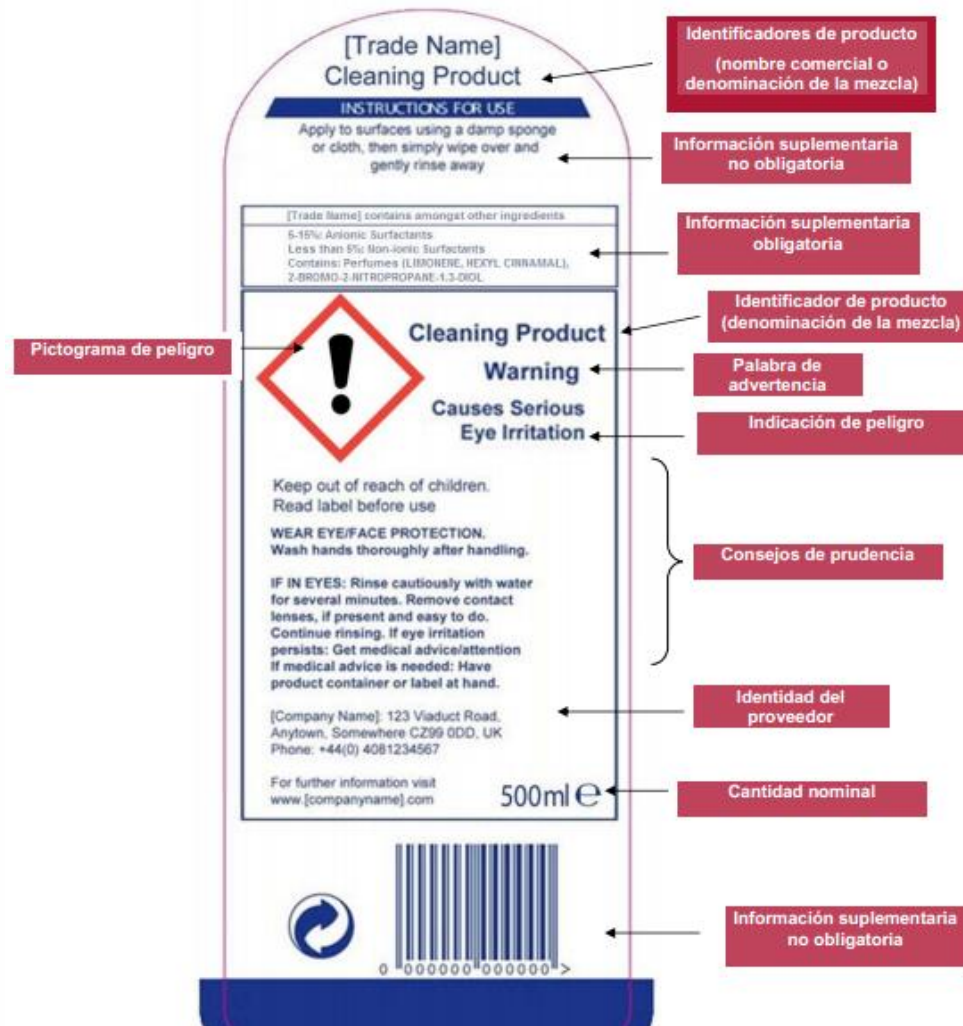 [Trade Name]
Cleaning Product
INSTRUCTIONS FOR USE
Apply to surfaces using a damp sponge
or cloth, then simply wipe over and
gently rinse away
[Trade Name] contains amongst other ingredients
5-15%: Anionic Surfactants
Less than 5%: Non-ionic Surfactants
Contains: Perfumes (LIMONENE, HEXYL CINNAMAL),
2-BROMO-2-NITROPROPANE-1,3-DIOL
Cleaning Product
Warning
Causes Serious
Eye Irritation
Keep out of reach of children.
Read label before use
WEAR EYE/FACE PROTECTION.
Wash hands thoroughly after handling.
IF IN EYES: Rinse cautiously with water
for several minutes. Remove contact
lenses, if present and easy to do.
Continue rinsing. If eye irritation
persists: Get medical advice/attention
If medical advice is needed: Have
product container or label at hand.
[Company Name]: 123 Viaduct Road,
Anytown, Somewhere CZ99 0DD, UK
Phone: +44(0) 4081234567
For further information visit
www.[companyname].com
500ml ℮
0 000000 000000 >
Pictograma de peligro
Identificadores de producto
(nombre comercial o
denominación de la mezcla)
Información suplementaria
no obligatoria
Información suplementaria
obligatoria
Identificador de producto
(denominación de la mezcla)
Palabra de
advertencia
Indicación de peligro
Consejos de prudencia
Identidad del
proveedor
Cantidad nominal
Información suplementaria
no obligatoria